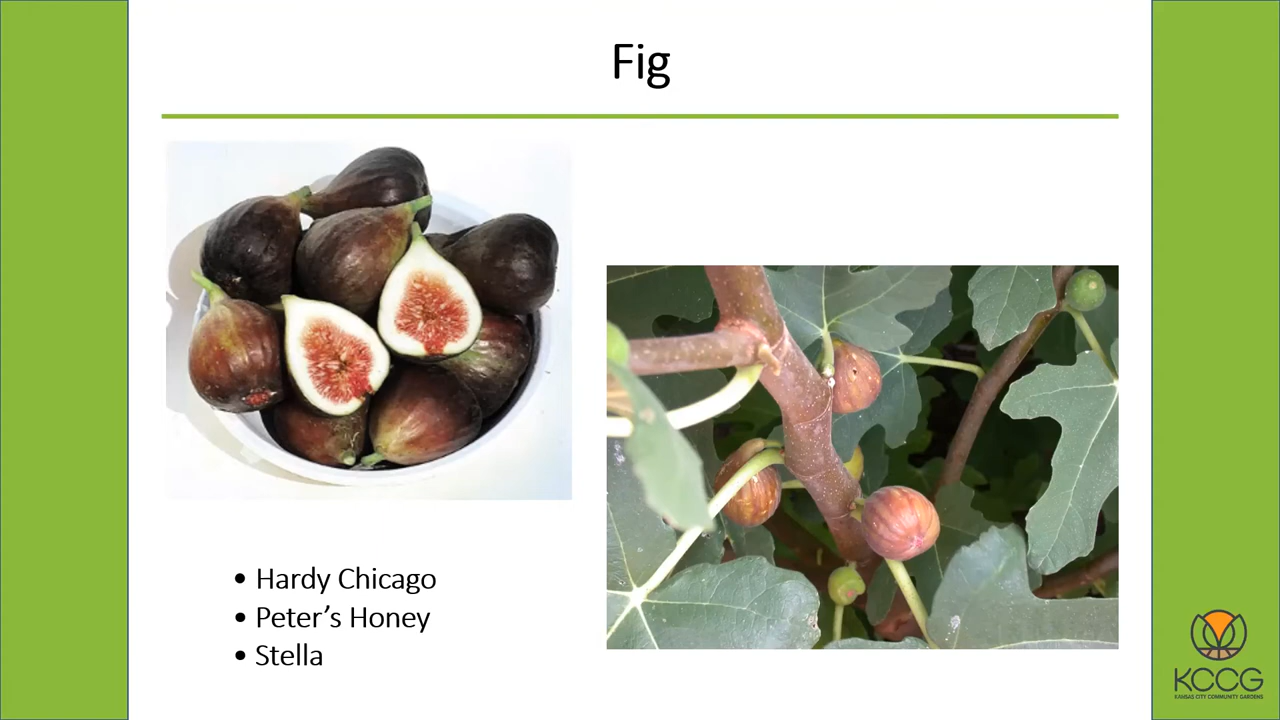 Fig
• Hardy Chicago
• Peter’s Honey
• Stella
KCCG
KANSAS CITY COMMUNITY GARDENS